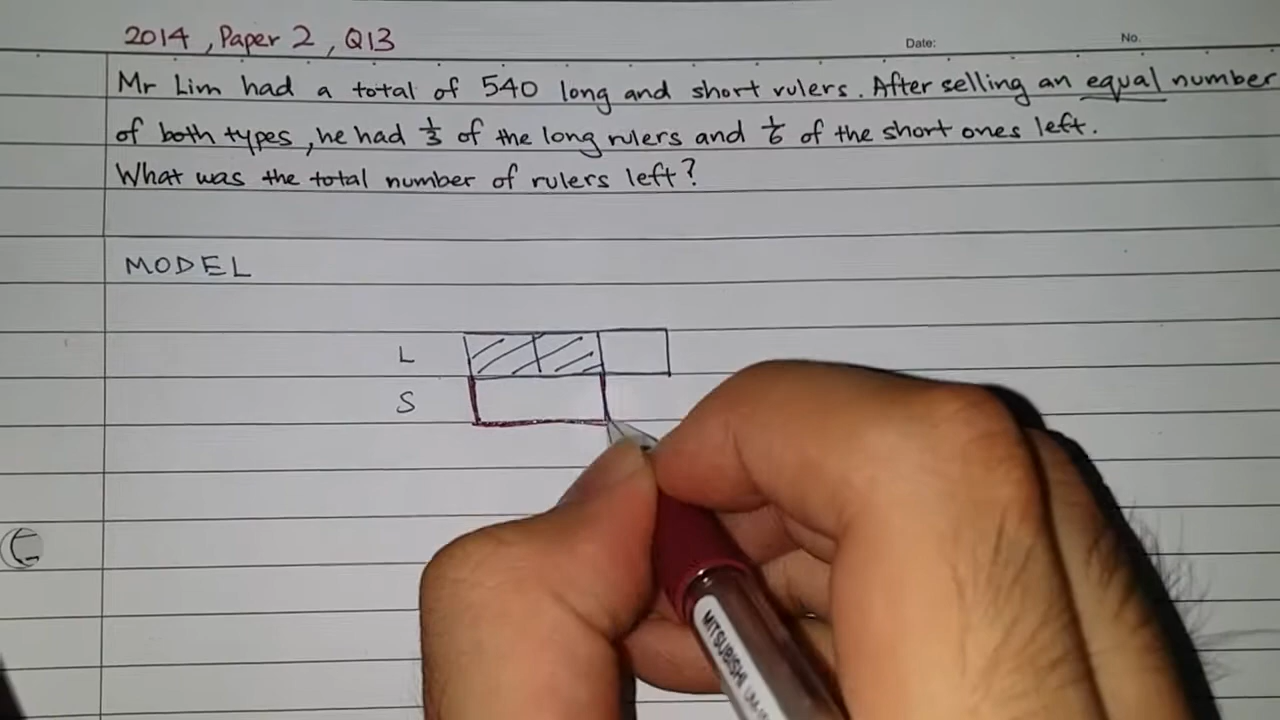 2014, Paper 2, Q13
Date:
No.
Mr Lim had a total of 540 long and short rulers. After selling an equal number
of both types, he had 1/3 of the long rulers and 1/6 of the short ones left.
What was the total number of rulers left?
MODEL
L
S
MITSUBISHI